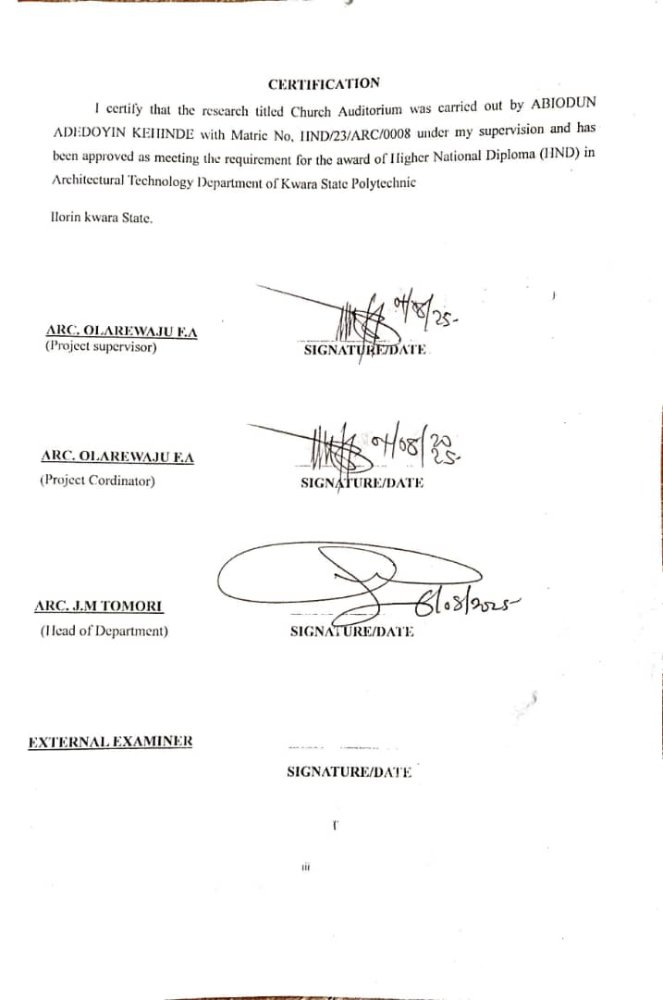 CERTIFICATION
I certify that the research titled Church Auditorium was carried out by ABIODUN
ADEDOYIN KEHINDE with Matric No, HND/23/ARC/0008 under my supervision and has
been approved as meeting the requirement for the award of Higher National Diploma (HND) in
Architectural Technology Department of Kwara State Polytechnic
Ilorin kwara State.
04/08/25
ARC. OLAREWAJU F.A
(Project supervisor)
SIGNATURE/DATE
04/08/2025
ARC. OLAREWAJU F.A
(Project Cordinator)
SIGNATURE/DATE
6/08/2025
ARC. J.M TOMORI
(Head of Department)
SIGNATURE/DATE
EXTERNAL EXAMINER
SIGNATURE/DATE
iii